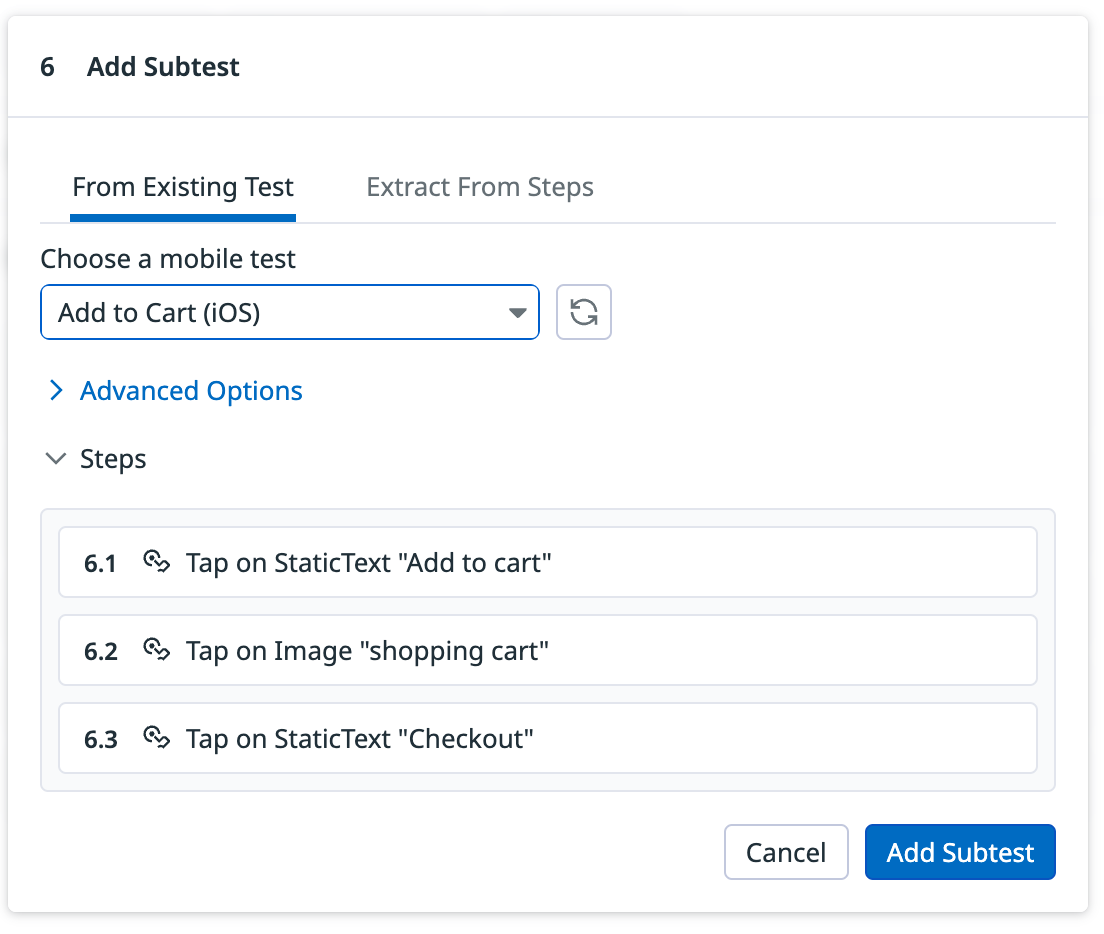 6 Add Subtest
From Existing Test Extract From Steps
Choose a mobile test
Add to Cart (iOS)
Advanced Options
Steps
6.1 Tap on StaticText "Add to cart"
6.2 Tap on Image "shopping cart"
6.3 Tap on StaticText "Checkout"
Cancel Add Subtest